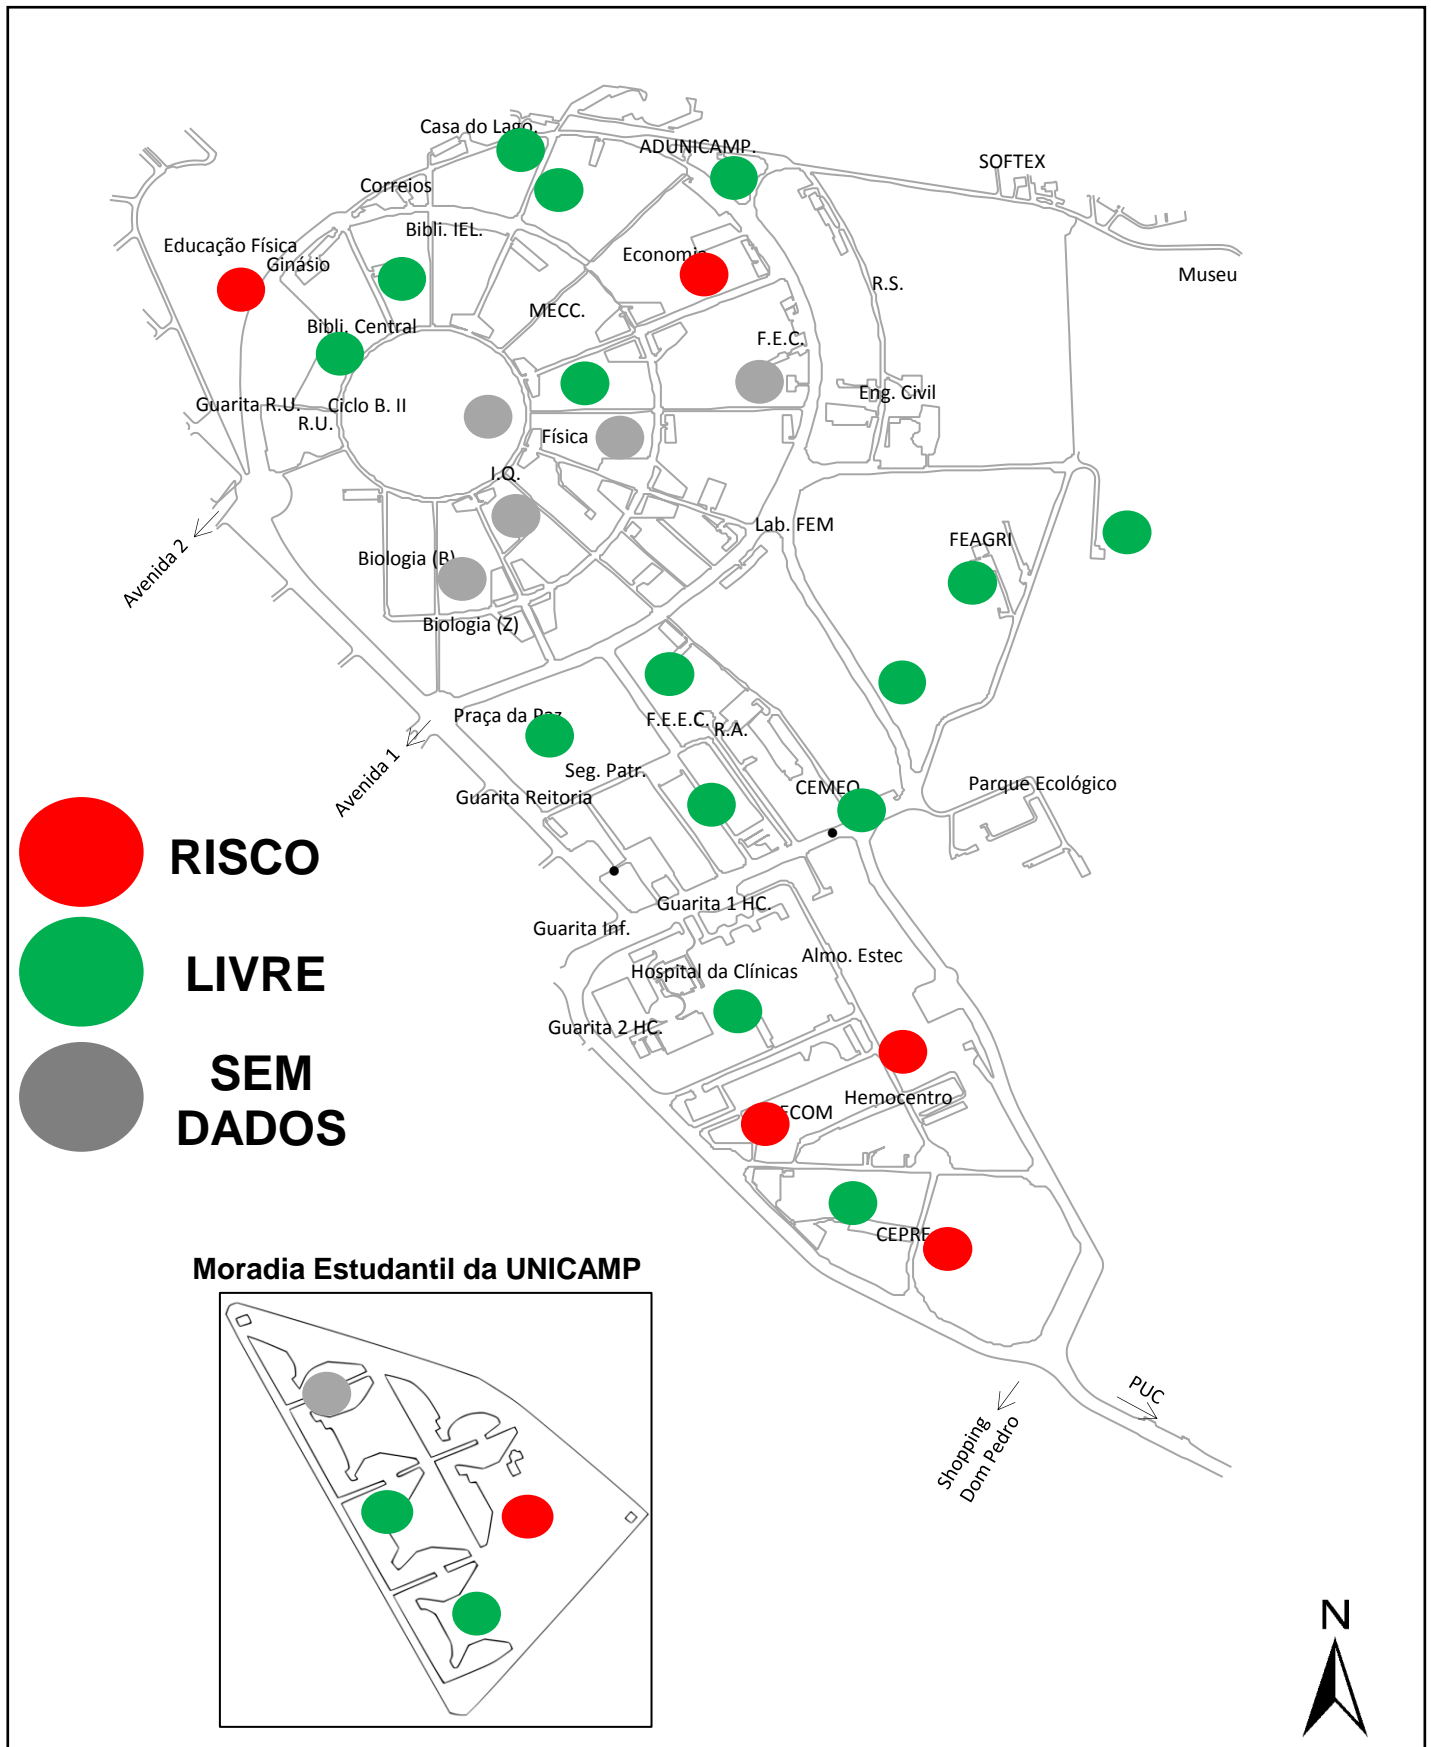 Casa do Lago.
ADUNICAMP.
SOFTEX
Correios
Bibli. IEL.
Educação Física
Ginásio
Economia
Museu
R.S.
MECC.
Bibli. Central
F.E.C.
Eng. Civil
Guarita R.U.
Ciclo B. II
R.U.
Física
I.Q.
Lab. FEM
FEAGRI
Biologia (B)
Avenida 2
Biologia (Z)
Praça da Paz
F.E.E.C.
R.A.
Avenida 1
Seg. Patr.
Guarita Reitoria
CEMEQ
Parque Ecológico
RISCO
Guarita 1 HC.
Guarita Inf.
Almo. Estec
LIVRE
Hospital da Clínicas
Guarita 2 HC.
SEM
DADOS
Hemocentro
ECOM
CEPRE
Moradia Estudantil da UNICAMP
PUC
Shopping
Dom Pedro
N